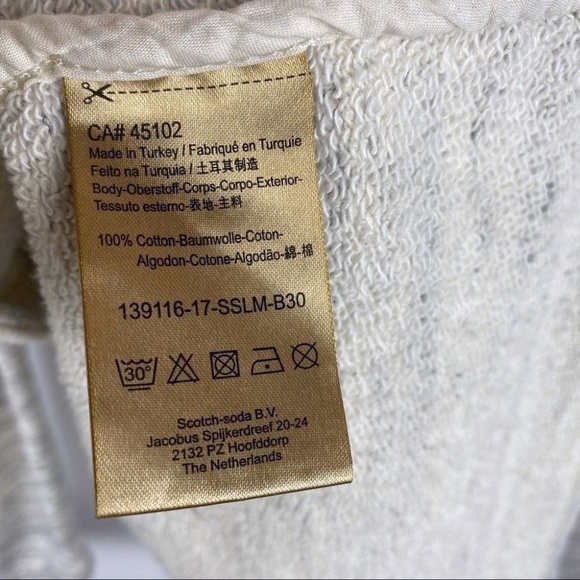 CA# 45102
Made in Turkey / Fabriqué en Turquie
Feito na Turquia / 土耳其制造
Body-Oberstoff-Corps-Corpo-Exterior-
Tessuto esterno-表地-主料
100% Cotton-Baumwolle-Coton-
Algodon-Cotone-Algodão-綿-棉
139116-17-SSLM-B30
30°
Scotch-soda B.V.
Jacobus Spijkerdreef 20-24
2132 PZ Hoofddorp
The Netherlands